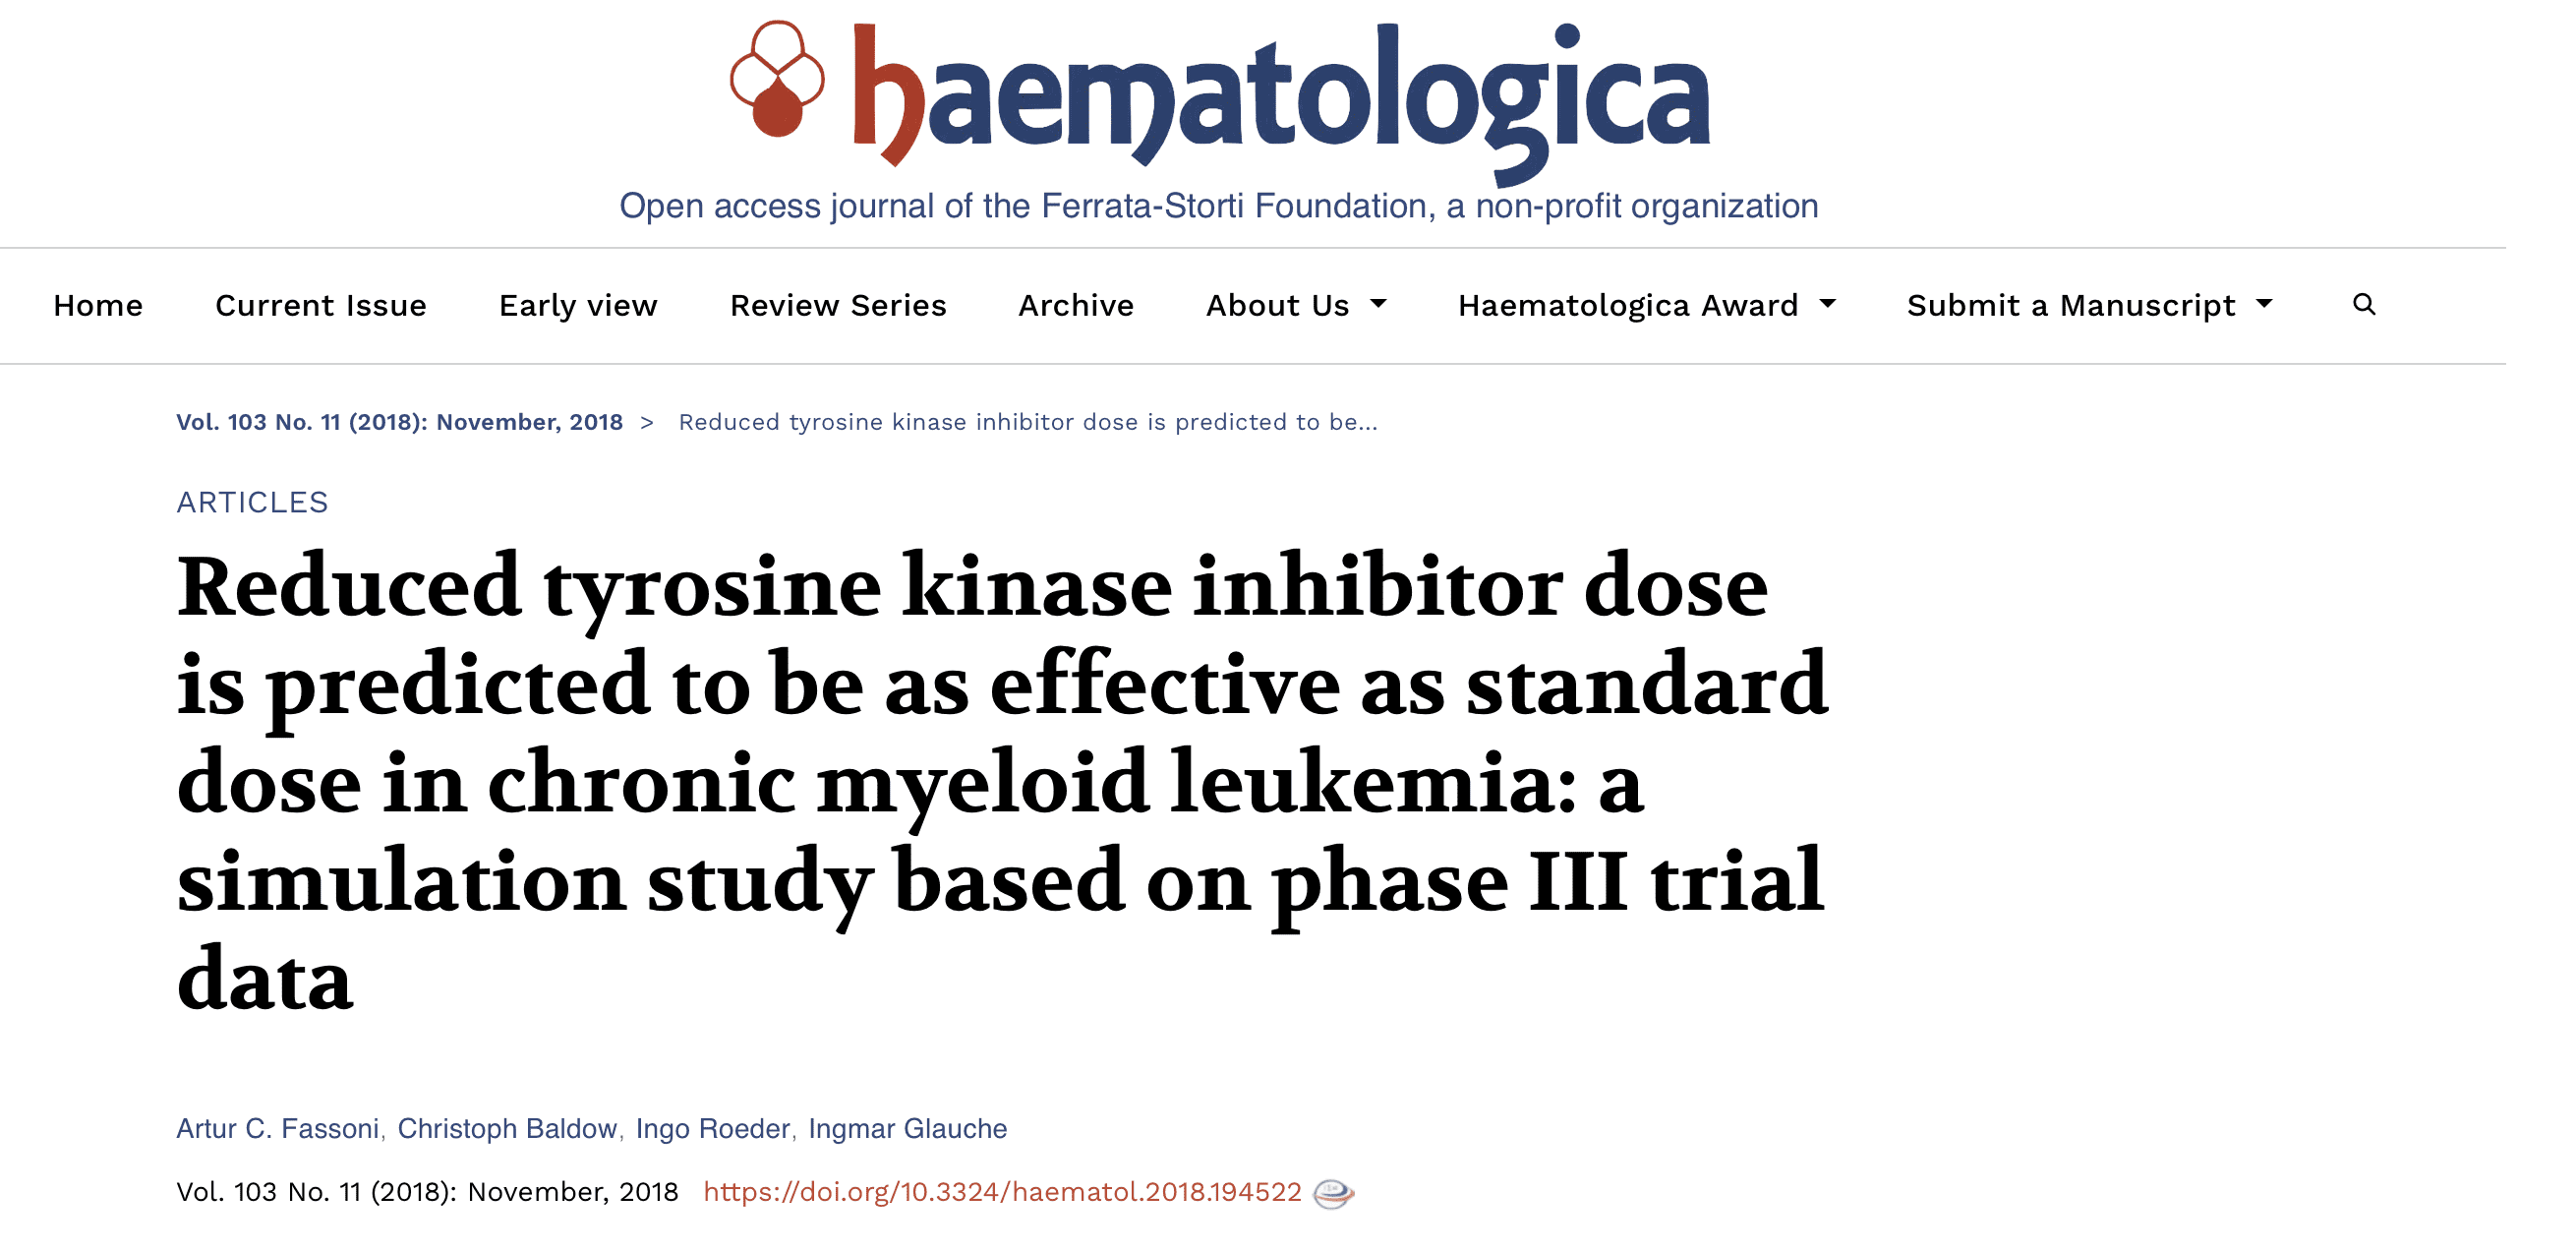 haematologica
Open access journal of the Ferrata-Storti Foundation, a non-profit organization
Home Current Issue Early view Review Series Archive About Us Haematologica Award Submit a Manuscript
Vol. 103 No. 11 (2018): November, 2018 > Reduced tyrosine kinase inhibitor dose is predicted to be...
ARTICLES
Reduced tyrosine kinase inhibitor dose
is predicted to be as effective as standard
dose in chronic myeloid leukemia: a
simulation study based on phase III trial
data
Artur C. Fassoni, Christoph Baldow, Ingo Roeder, Ingmar Glauche
Vol. 103 No. 11 (2018): November, 2018 https://doi.org/10.3324/haematol.2018.194522